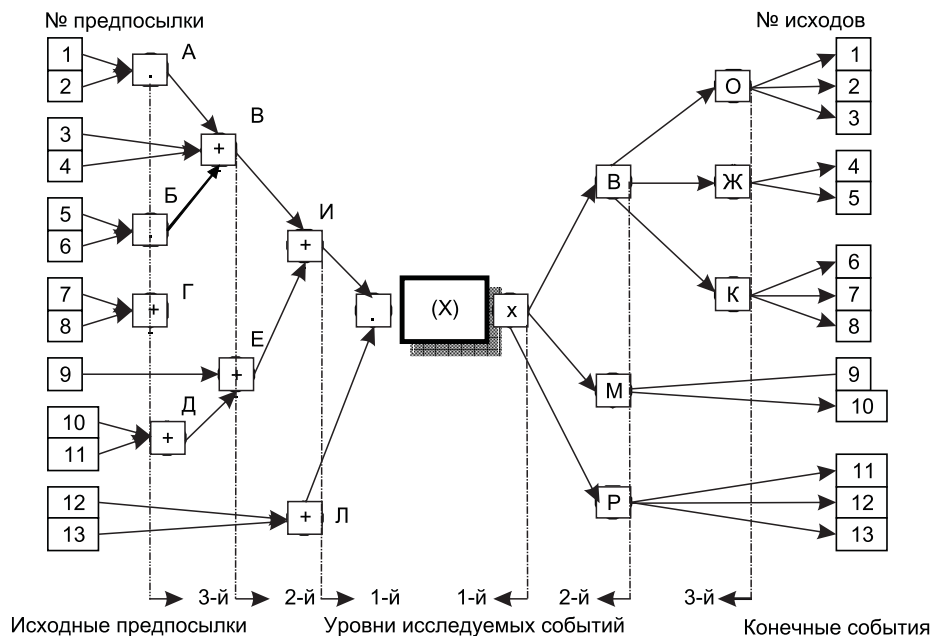 № предпосылки
№ исходов
1
2
А
.
3
4
В
+
5
6
Б
.
7
8
Г
+
9
Е
+
10
11
Д
+
12
13
Л
+
И
+
.
(X)
х
В
М
Р
О
Ж
К
1
2
3
4
5
6
7
8
9
10
11
12
13
3-й
2-й
1-й
1-й
2-й
3-й
Исходные предпосылки
Уровни исследуемых событий
Конечные события